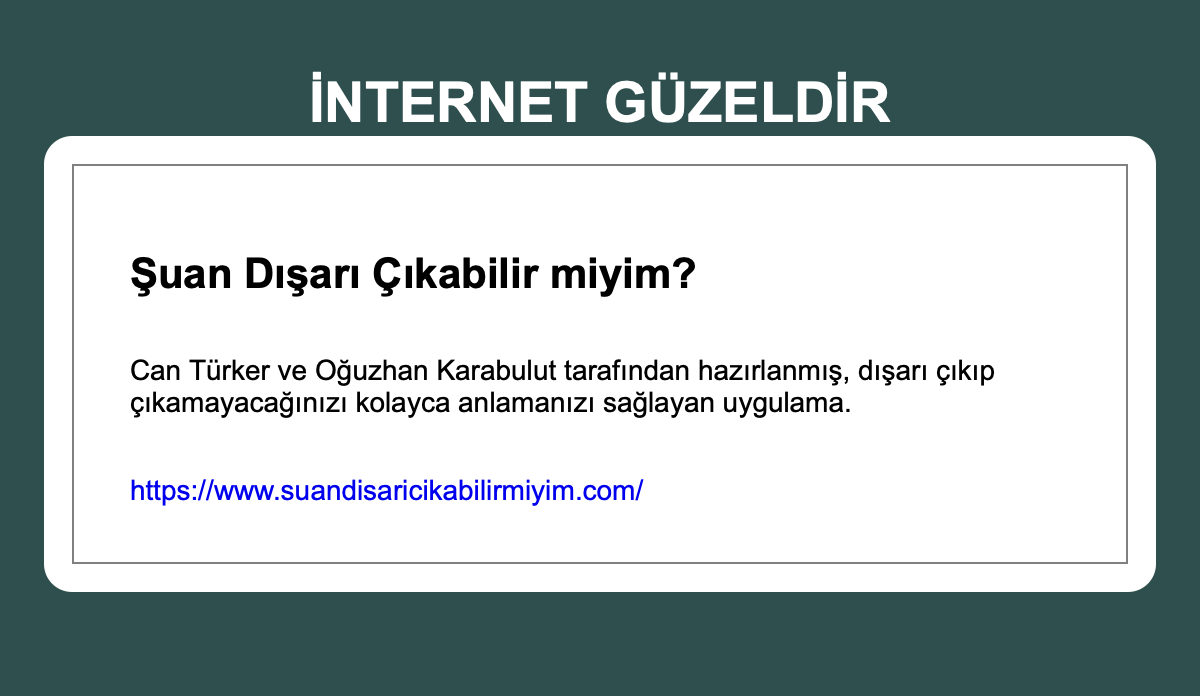 İNTERNET GÜZELDİR
Şuan Dışarı Çıkabilir miyim?
Can Türker ve Oğuzhan Karabulut tarafından hazırlanmış, dışarı çıkıp
çıkamayacağınızı kolayca anlamanızı sağlayan uygulama.
https://www.suandisaricikabilirmiyim.com/